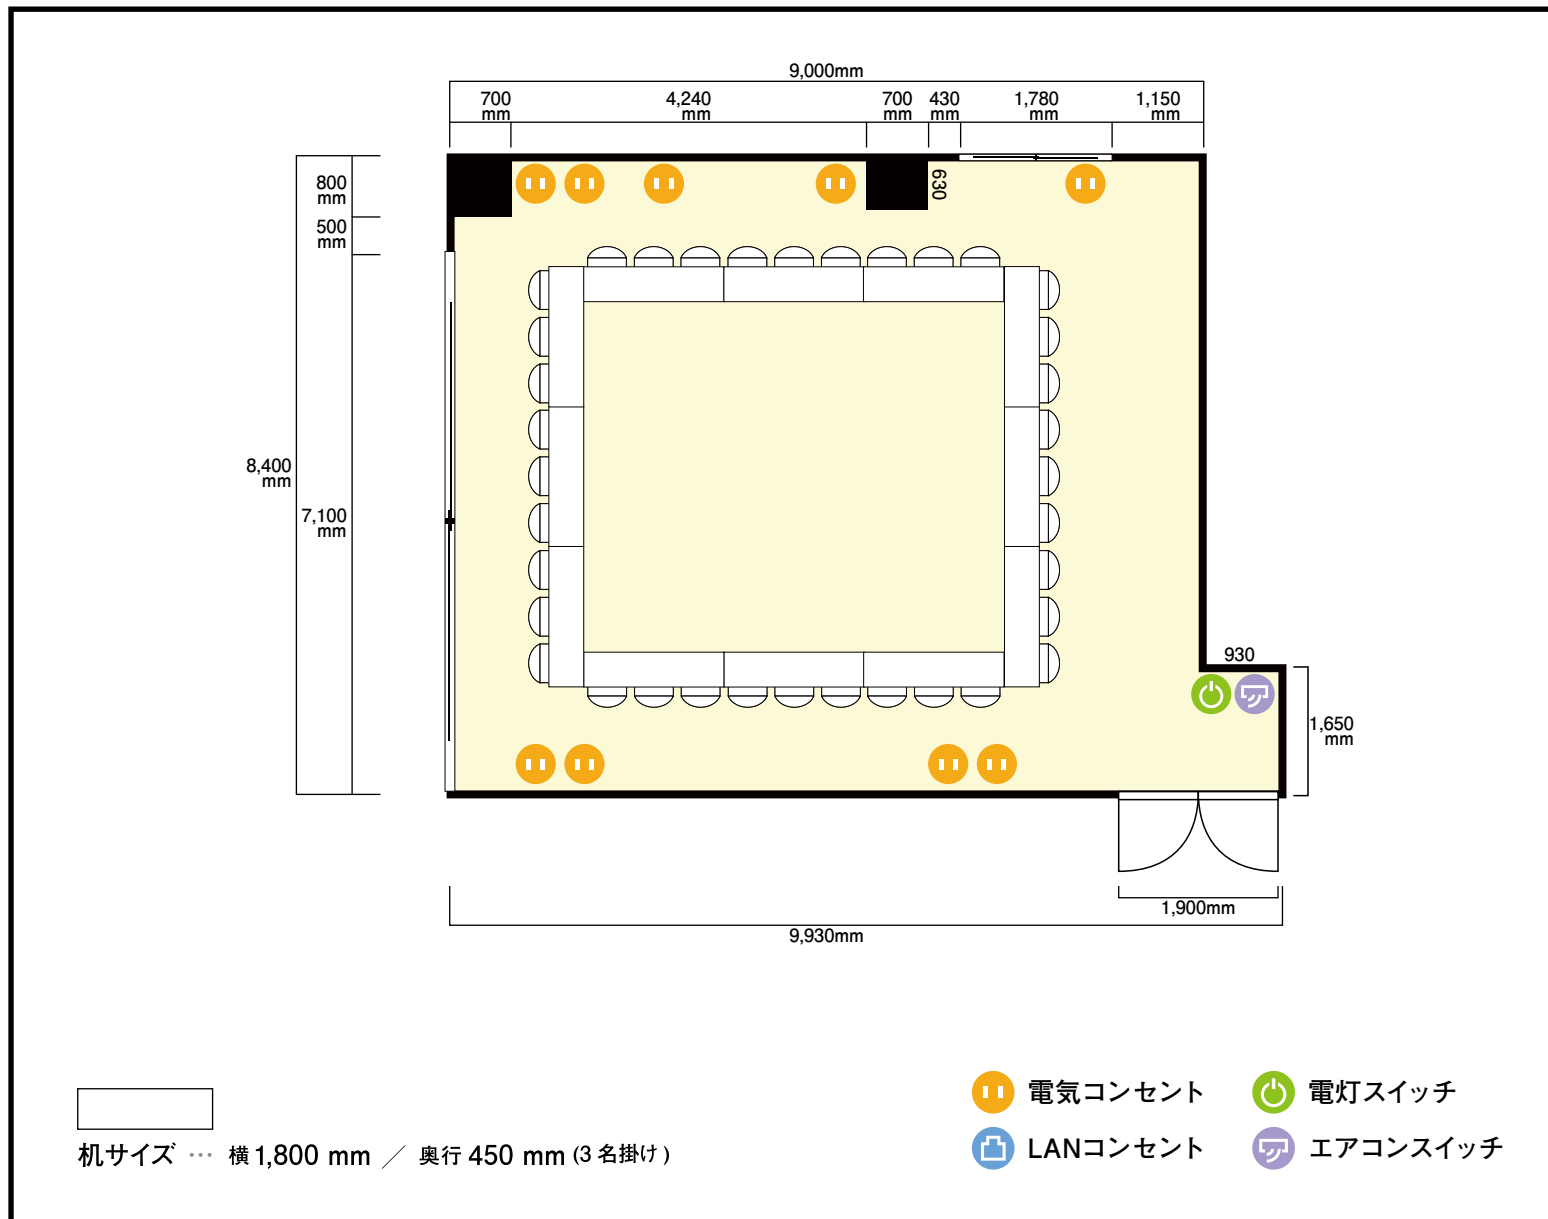 9,000mm
700
mm
4,240
mm
700
mm
430
mm
1,780
mm
1,150
mm
800
mm
500
mm
630
8,400
mm
7,100
mm
930
1,650
mm
1,900mm
9,930mm
机サイズ … 横1,800 mm ／ 奥行 450 mm (3 名掛け)
電気コンセント
電灯スイッチ
LANコンセント
エアコンスイッチ